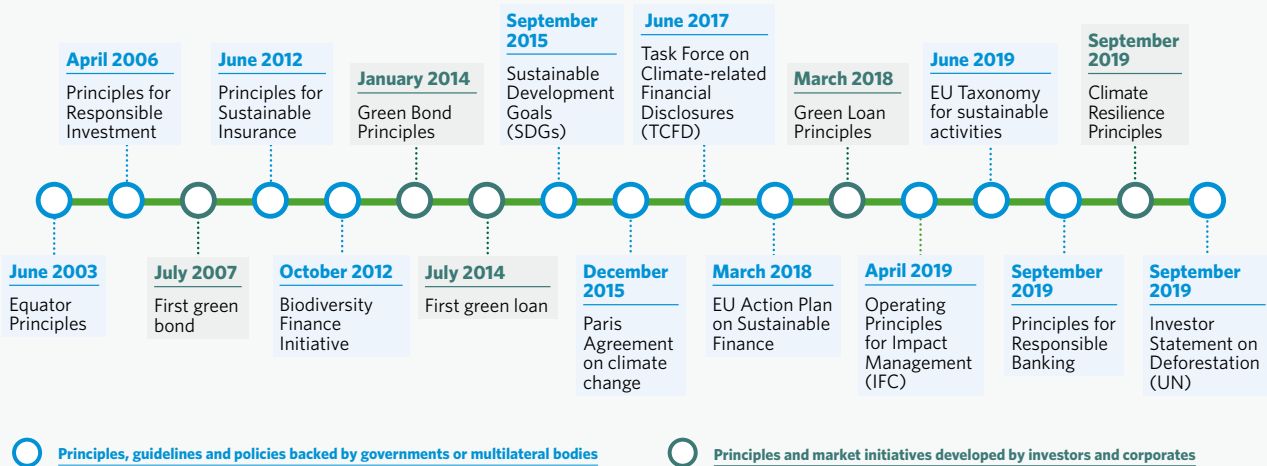 June 2003
Equator
Principles
April 2006
Principles for
Responsible
Investment
July 2007
First green
bond
June 2012
Principles for
Sustainable
Insurance
October 2012
Biodiversity
Finance
Initiative
January 2014
Green Bond
Principles
July 2014
First green loan
September
2015
Sustainable
Development
Goals
(SDGs)
December
2015
Paris
Agreement
on climate
change
June 2017
Task Force on
Climate-related
Financial
Disclosures
(TCFD)
March 2018
EU Action Plan
on Sustainable
Finance
March 2018
Green Loan
Principles
April 2019
Operating
Principles
for Impact
Management
(IFC)
June 2019
EU Taxonomy
for sustainable
activities
September
2019
Principles for
Responsible
Banking
September
2019
Climate
Resilience
Principles
September
2019
Investor
Statement on
Deforestation
(UN)
Principles, guidelines and policies backed by governments or multilateral bodies
Principles and market initiatives developed by investors and corporates